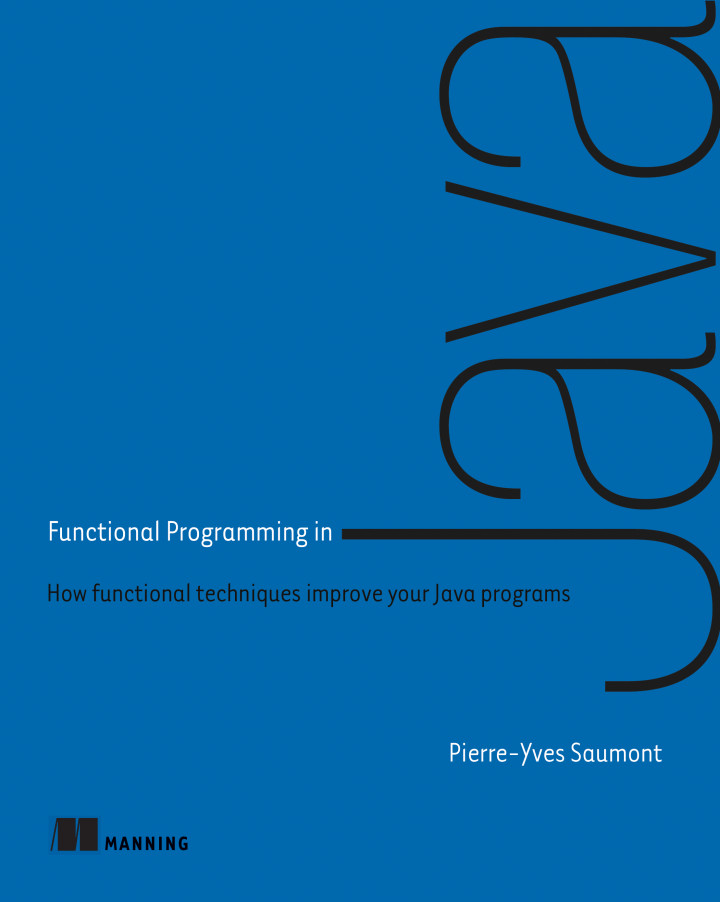 Functional Programming in Java
How functional techniques improve your Java programs
Pierre-Yves Saumont
MANNING